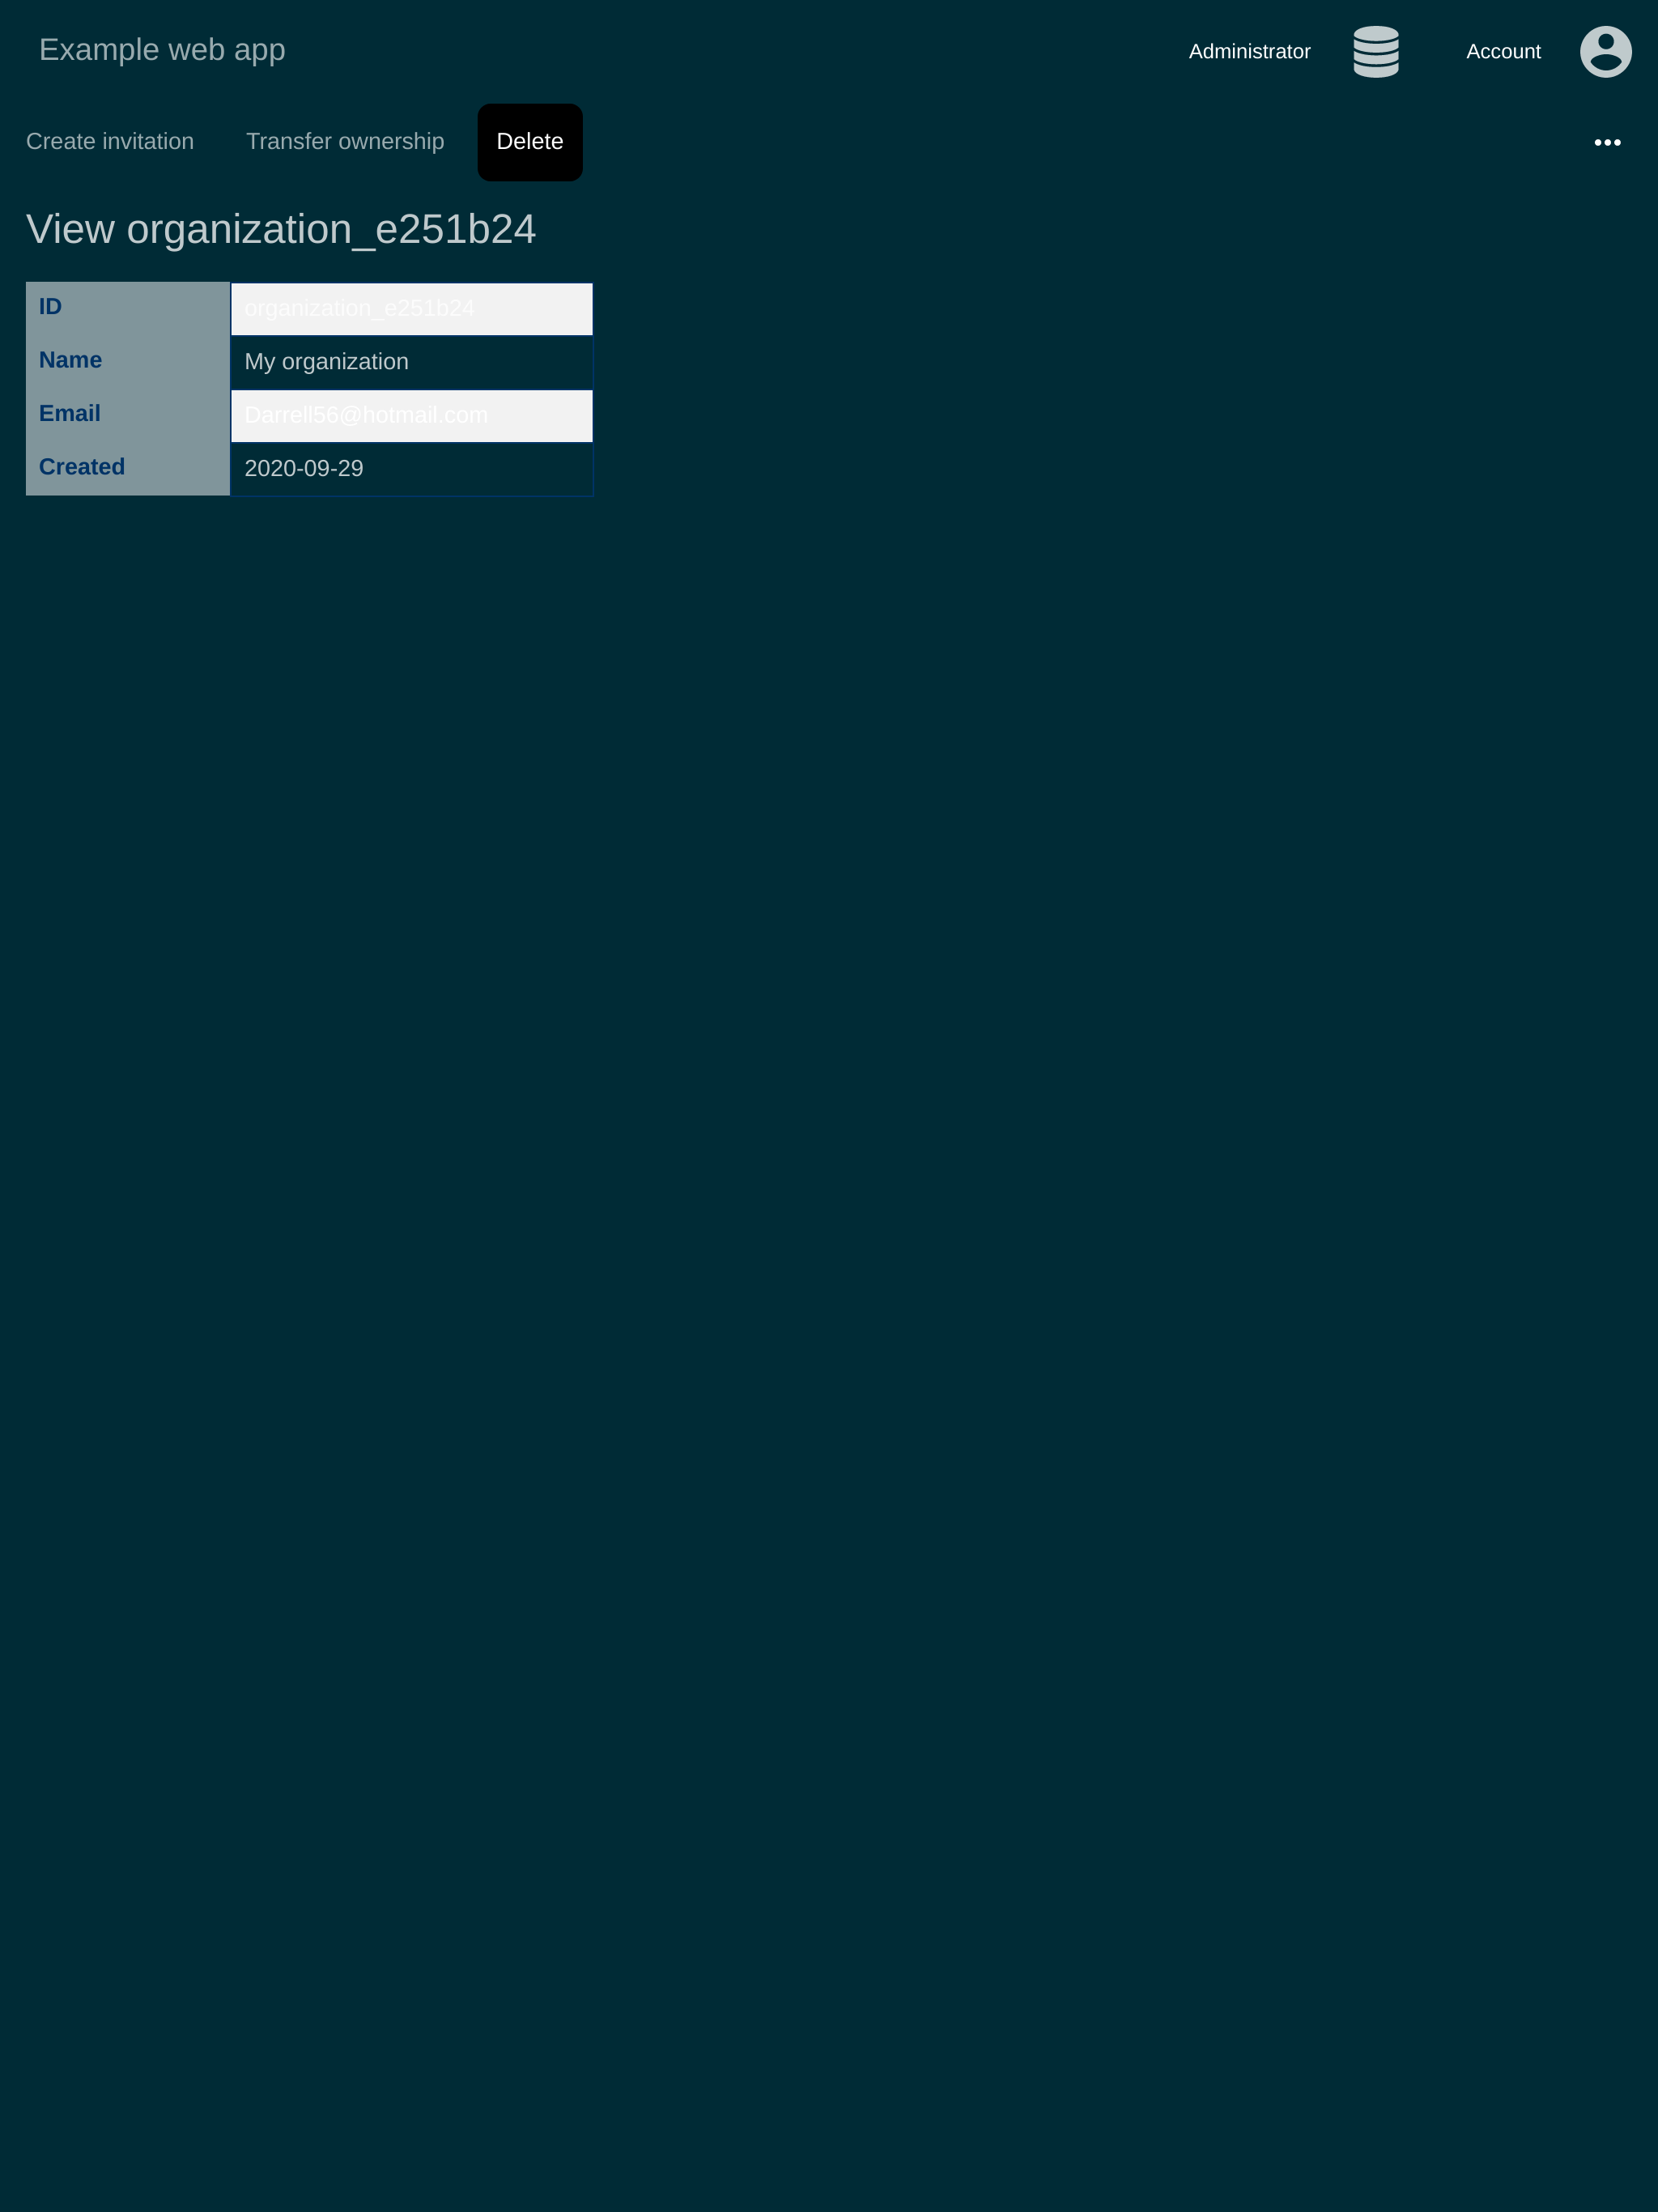 Example web app
Administrator
Account
Create invitation
Transfer ownership
Delete
•••
View organization_e251b24
ID organization_e251b24
Name My organization
Email Darrell56@hotmail.com
Created 2020-09-29